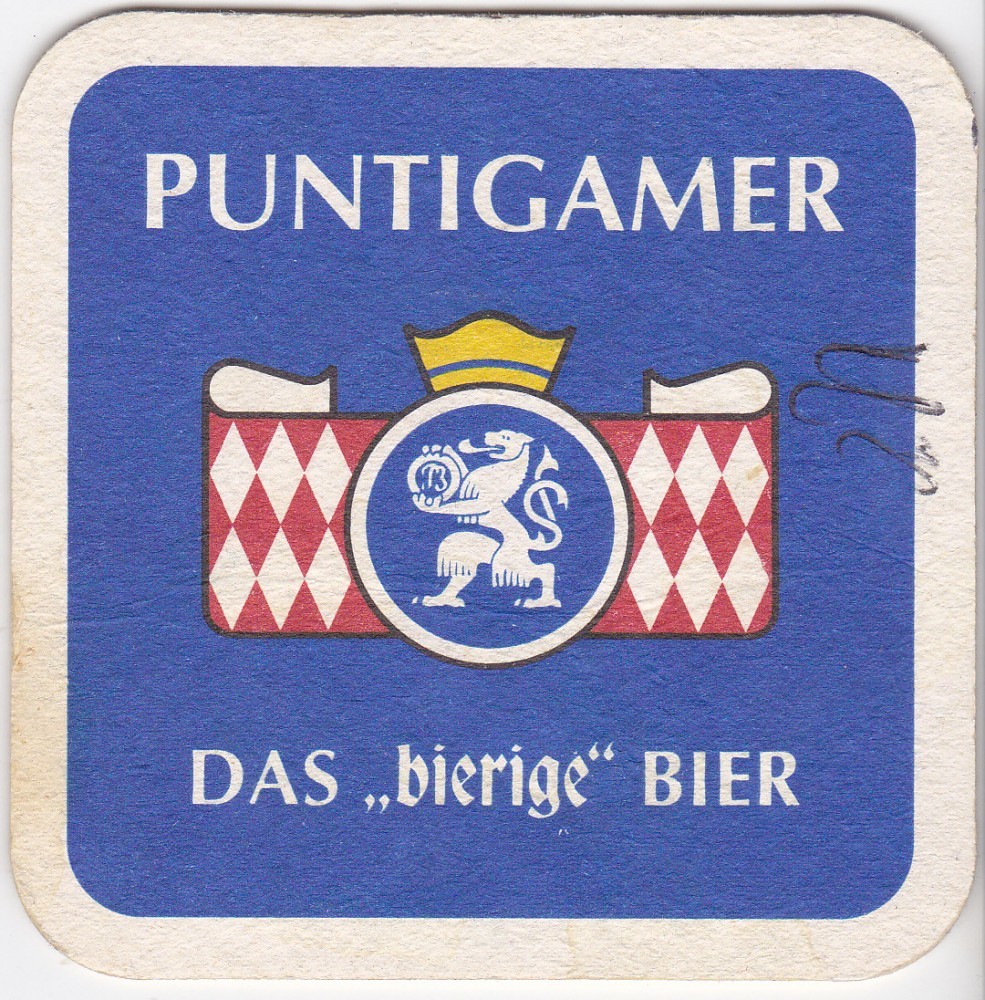 PUNTIGAMER
DAS „bierige“ BIER